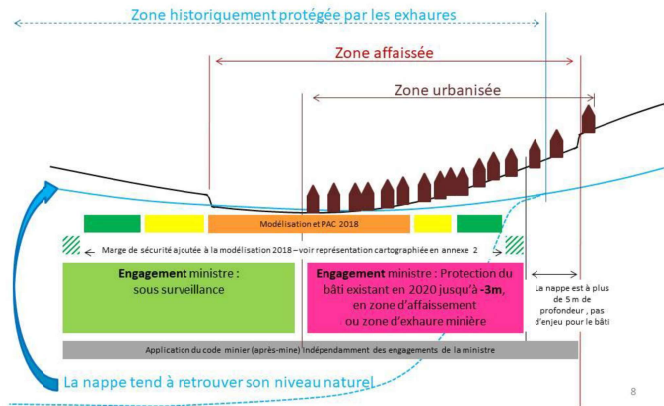 Zone historiquement protégée par les exhaures
Zone affaissée
Zone urbanisée
Modélisation et PAC 2018
Marge de sécurité ajoutée à la modélisation 2018 – voir représentation cartographiée en annexe 2
Engagement ministre :
sous surveillance
Engagement ministre : Protection du
bâti existant en 2020 jusqu'à -3m,
en zone d'affaissement
ou zone d'exhaure minière
La nappe est à plus
de 5 m de
profondeur , pas
d'enjeu pour le bâti
Application du code minier (après-mine) indépendamment des engagements de la ministre
La nappe tend à retrouver son niveau naturel
8